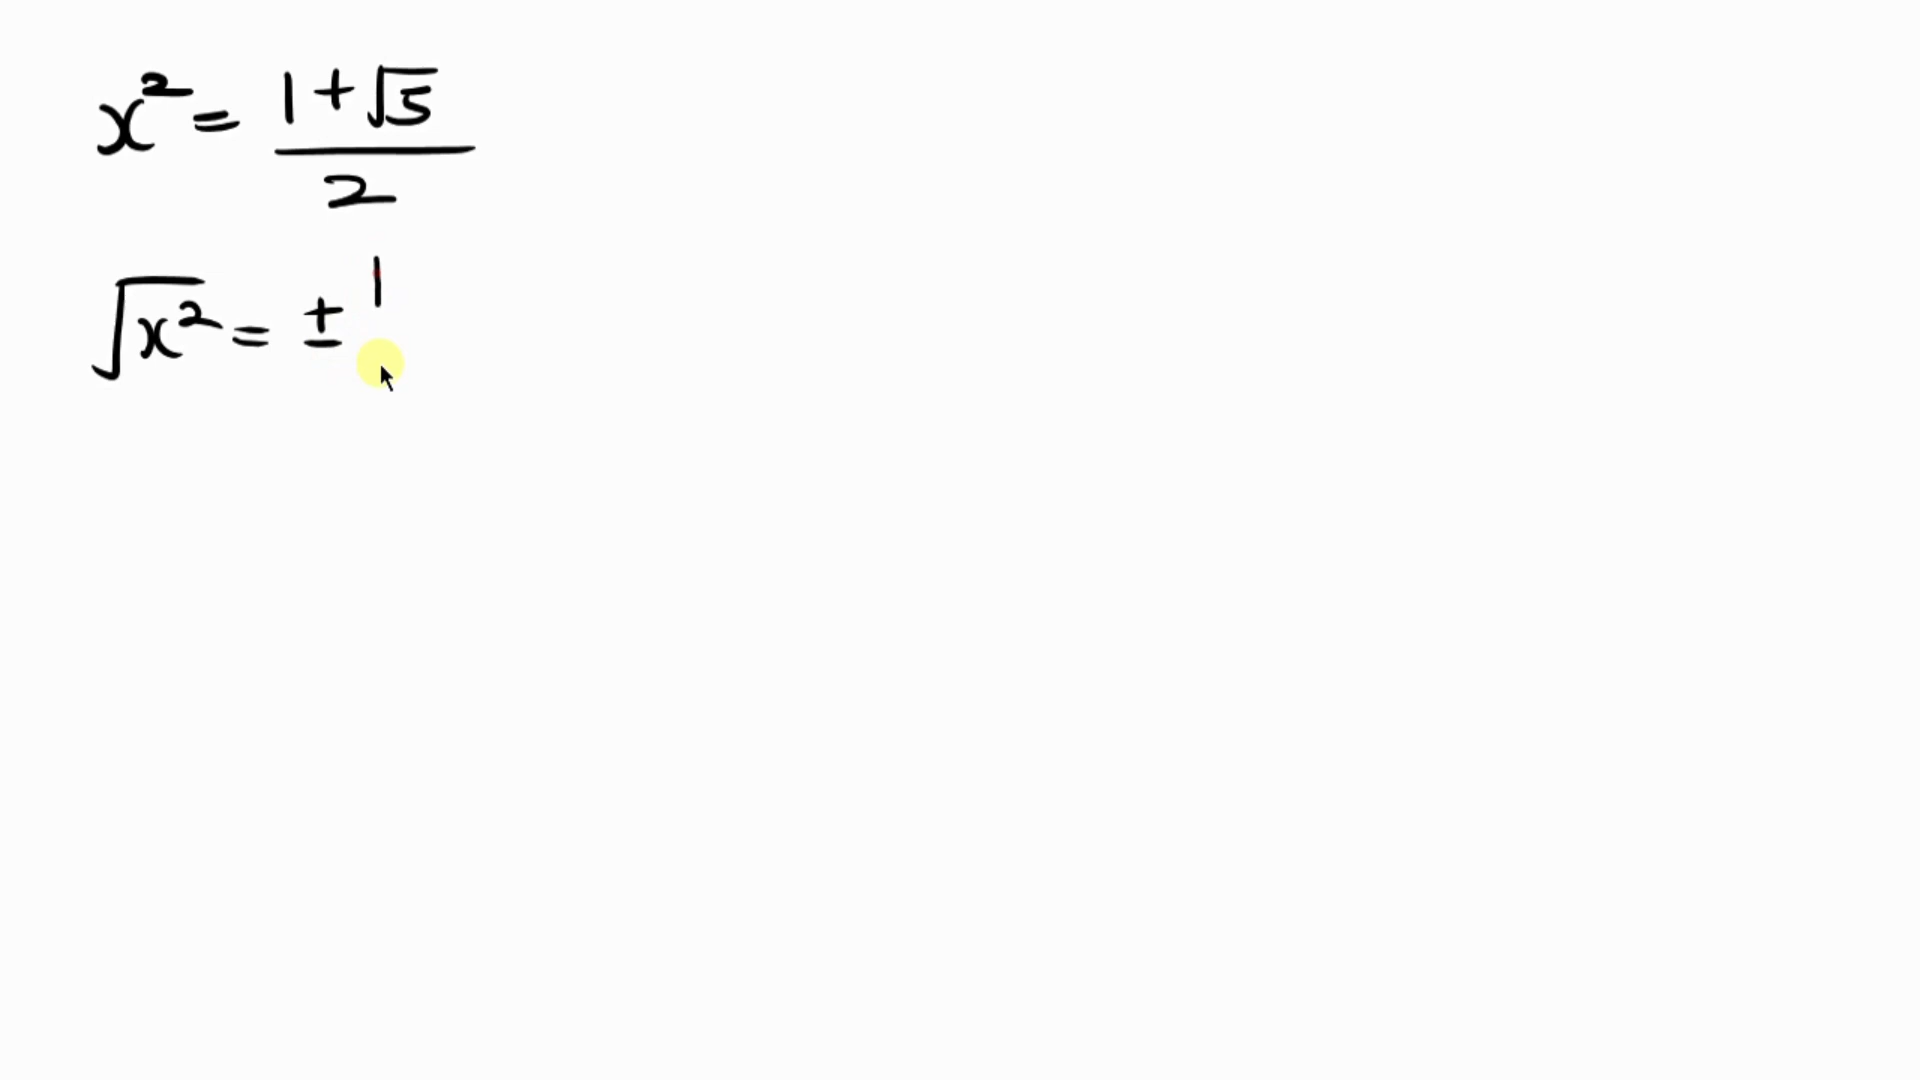 x² = (1+√5)/2
√x² = ± 1